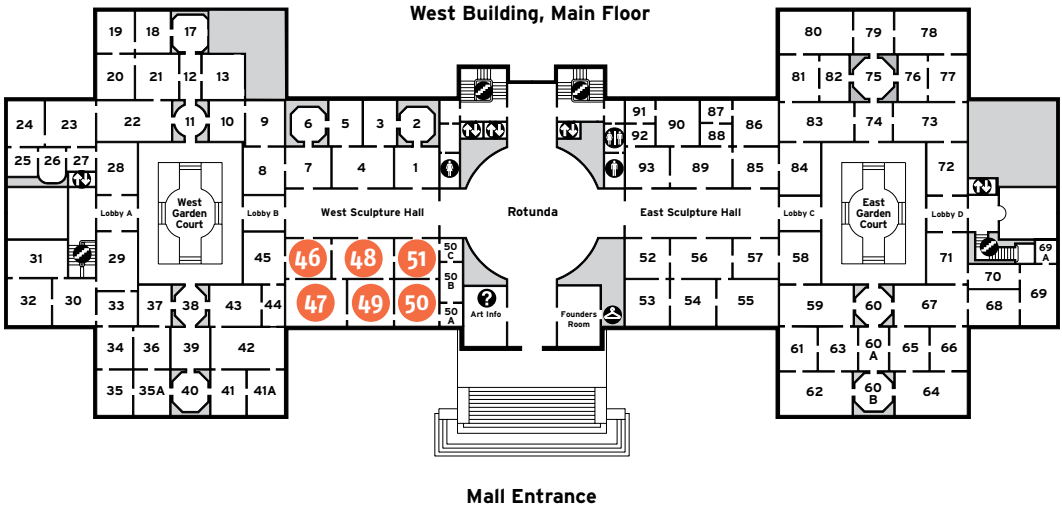 West Building, Main Floor
19 18 17
80 79 78
20 21 12 13
81 82 75 76 77
24 23 22 11 10 9 6 5 3 2
91 90 87 86 83 74 73
92 88
25 26 27 28 8 7 4 1
93 89 85 84 72
West
Garden
Court
East
Garden
Court
Lobby A
Lobby B
West Sculpture Hall
Rotunda
East Sculpture Hall
Lobby C
Lobby D
31 29 45 46 48 51
50
C
52 56 57 58 71
69
A
50
B
70
32 30 33 37 38 43 44 47 49 50
50
A
?
Art Info
Founders
Room
53 54 55 59 60 67 68 69
34 36 39 42
61 63
60
A
65 66
35 35A 40 41 41A
62
60
B
64
Mall Entrance